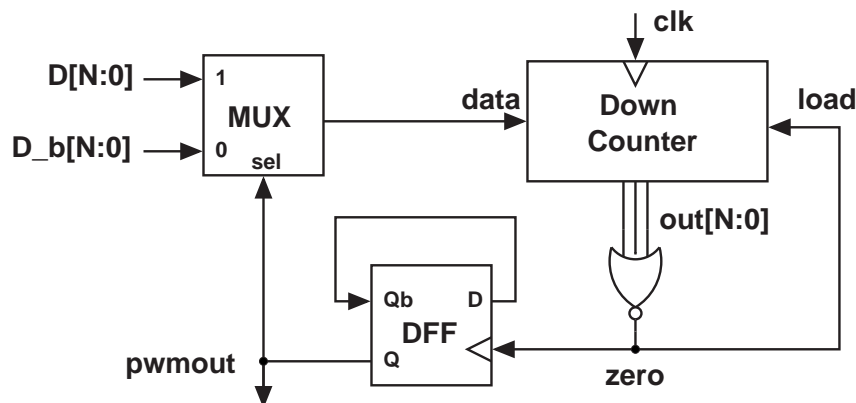 clk
D[N:0]
1
MUX
data
Down
Counter
load
D_b[N:0]
0
sel
out[N:0]
Qb
D
DFF
Q
pwmout
zero